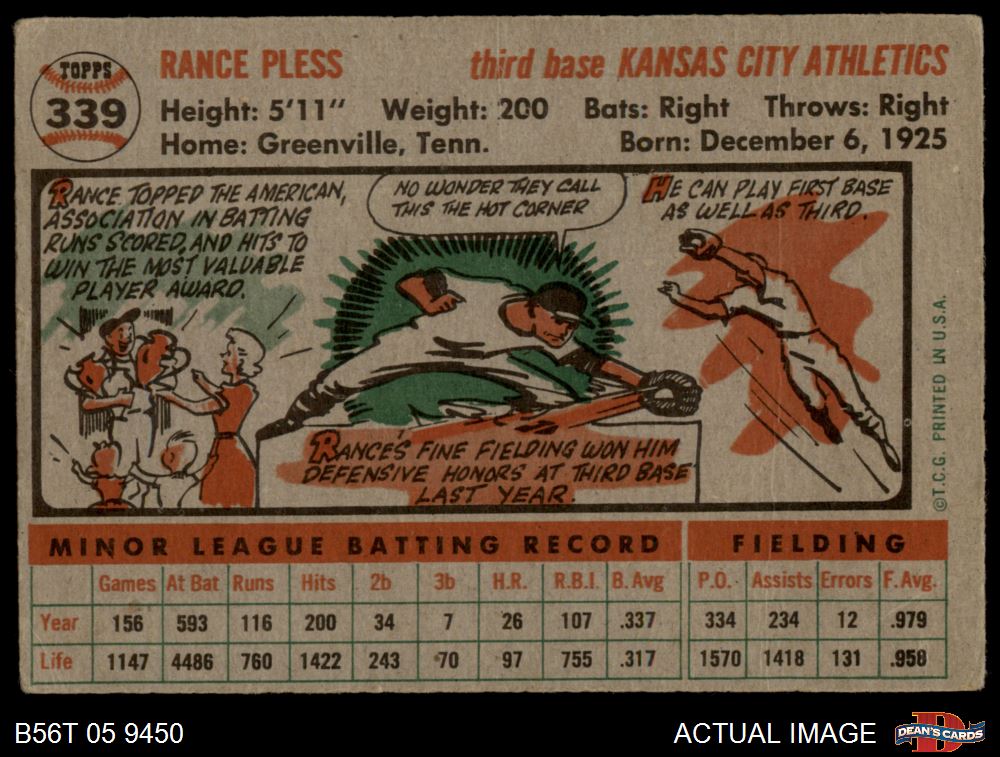 TOPPS
339
RANCE PLESS
third base KANSAS CITY ATHLETICS
Height: 5'11" Weight: 200 Bats: Right Throws: Right
Home: Greenville, Tenn. Born: December 6, 1925
RANCE TOPPED THE AMERICAN,
ASSOCIATION IN BATTING
RUNS SCORED, AND HITS TO
WIN THE MOST VALUABLE
PLAYER AWARD.
NO WONDER THEY CALL
THIS THE HOT CORNER
RANCE'S FINE FIELDING WON HIM
DEFENSIVE HONORS AT THIRD BASE
LAST YEAR.
HE CAN PLAY FIRST BASE
AS WELL AS THIRD.
©T.C.G. PRINTED IN U.S.A.
MINOR LEAGUE BATTING RECORD FIELDING
Games At Bat Runs Hits 2b 3b H.R. R.B.I. B. Avg P.O. Assists Errors F. Avg.
Year 156 593 116 200 34 7 26 107 .337 334 234 12 .979
Life 1147 4486 760 1422 243 70 97 755 .317 1570 1418 131 .958
B56T 05 9450
ACTUAL IMAGE
D
DEAN'S CARDS